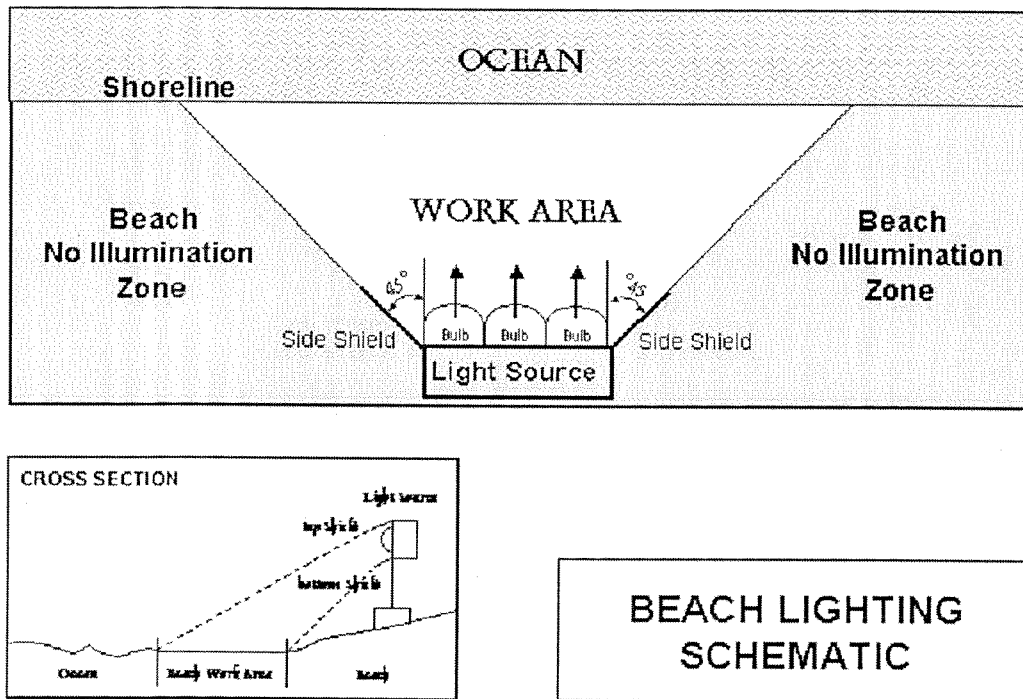 OCEAN
Shoreline
WORK AREA
Beach
No Illumination
Zone
Beach
No Illumination
Zone
45°
Side Shield
Bulb
Bulb
Bulb
Side Shield
Light Source
CROSS SECTION
Light Source
Top Shield
Bottom Shield
Ocean
Beach Work Area
Beach
BEACH LIGHTING
SCHEMATIC